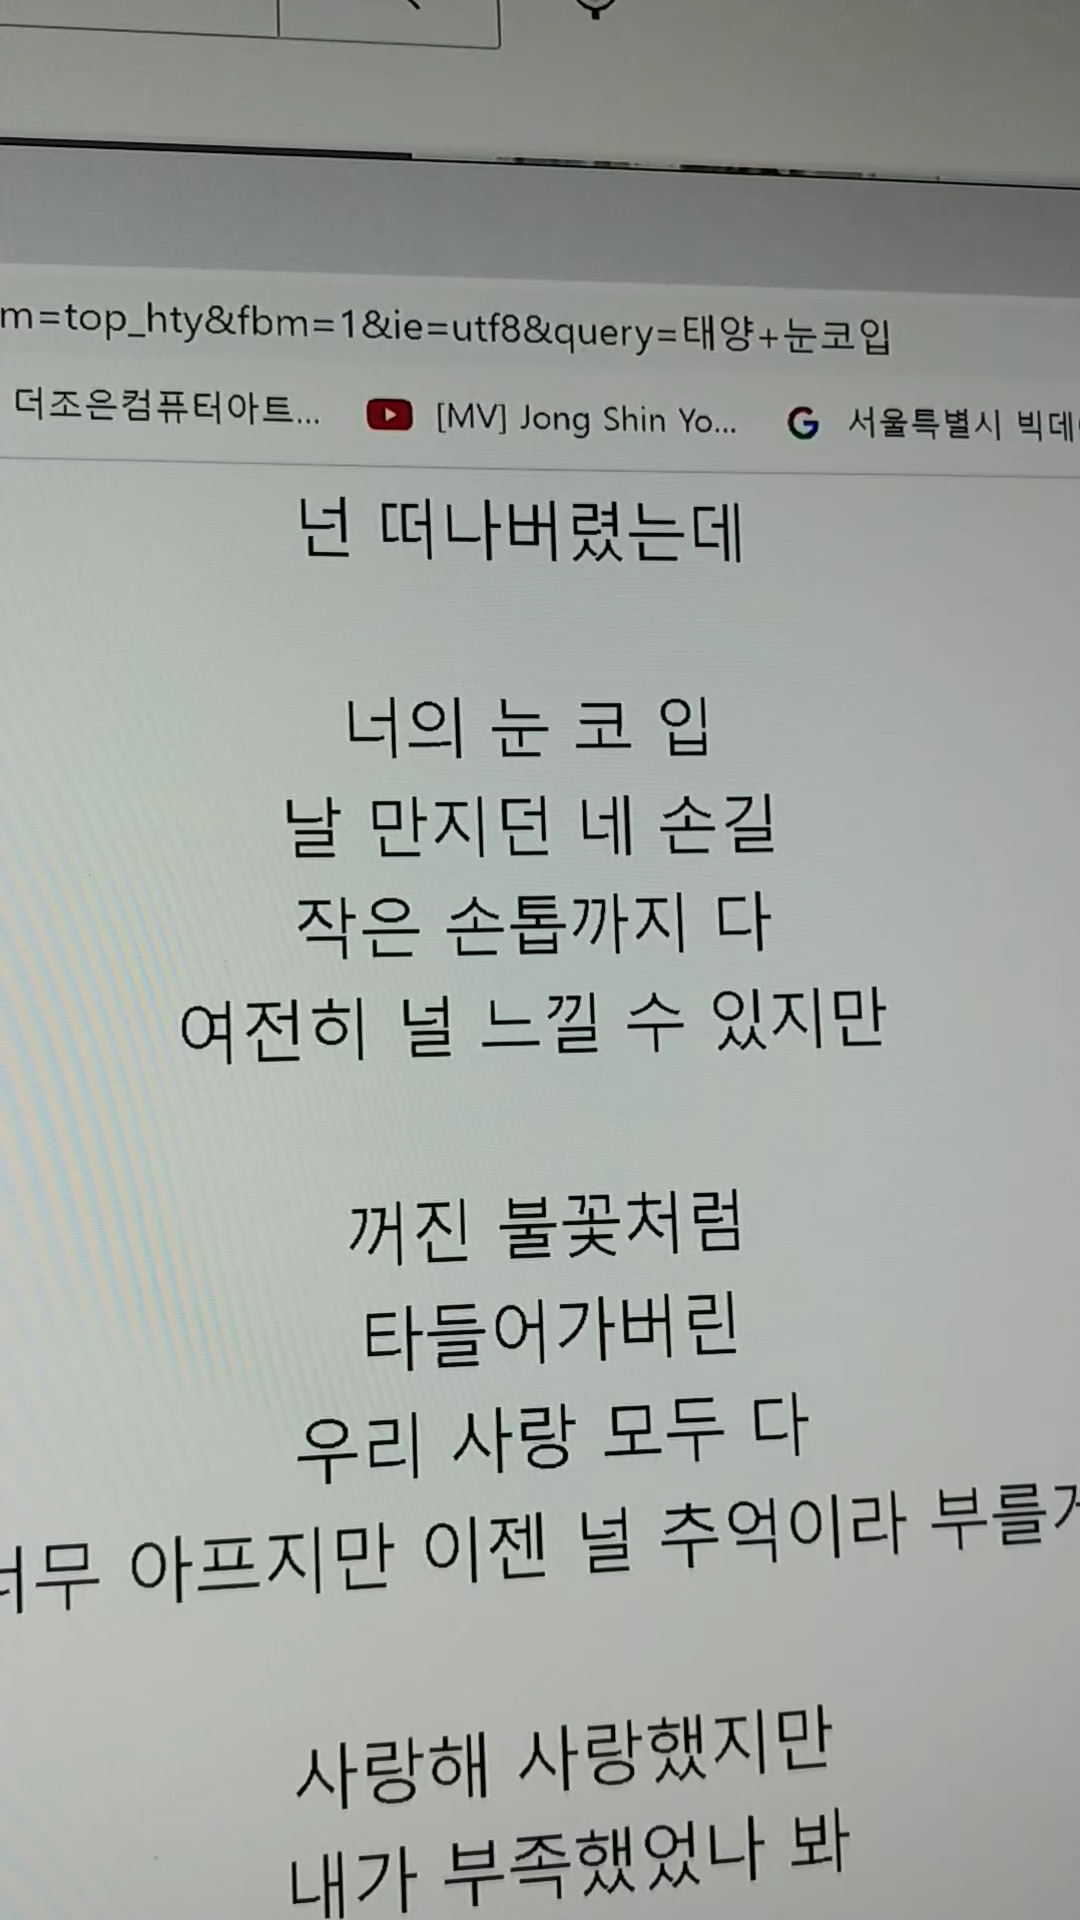 m=top_hty&fbm=1&ie=utf8&query=태양+눈코입
더조은컴퓨터아트... [MV] Jong Shin Yo... 서울특별시 빅데
넌 떠나버렸는데
너의 눈 코 입
날 만지던 네 손길
작은 손톱까지 다
여전히 널 느낄 수 있지만
꺼진 불꽃처럼
타들어가버린
우리 사랑 모두 다
너무 아프지만 이젠 널 추억이라 부를게
사랑해 사랑했지만
내가 부족했었나 봐